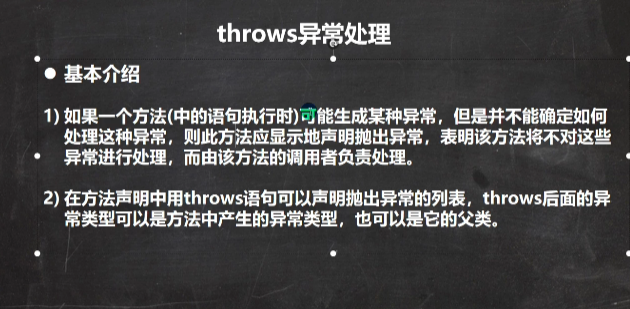 throws异常处理
● 基本介绍
1) 如果一个方法(中的语句执行时)可能生成某种异常，但是并不能确定如何
处理这种异常，则此方法应显示地声明抛出异常，表明该方法将不对这些
异常进行处理，而由该方法的调用者负责处理。
2) 在方法声明中用throws语句可以声明抛出异常的列表，throws后面的异
常类型可以是方法中产生的异常类型，也可以是它的父类。